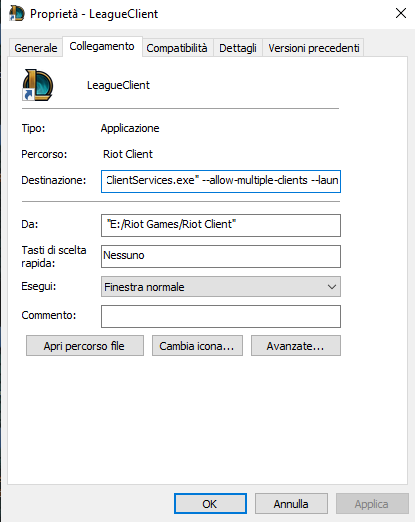 Proprietà - LeagueClient
Generale Collegamento Compatibilità Dettagli Versioni precedenti
LeagueClient
Tipo: Applicazione
Percorso: Riot Client
Destinazione: ClientServices.exe" --allow-multiple-clients --laun
Da: "E:/Riot Games/Riot Client"
Tasti di scelta
rapida: Nessuno
Esegui: Finestra normale
Commento:
Apri percorso file Cambia icona... Avanzate...
OK Annulla Applica